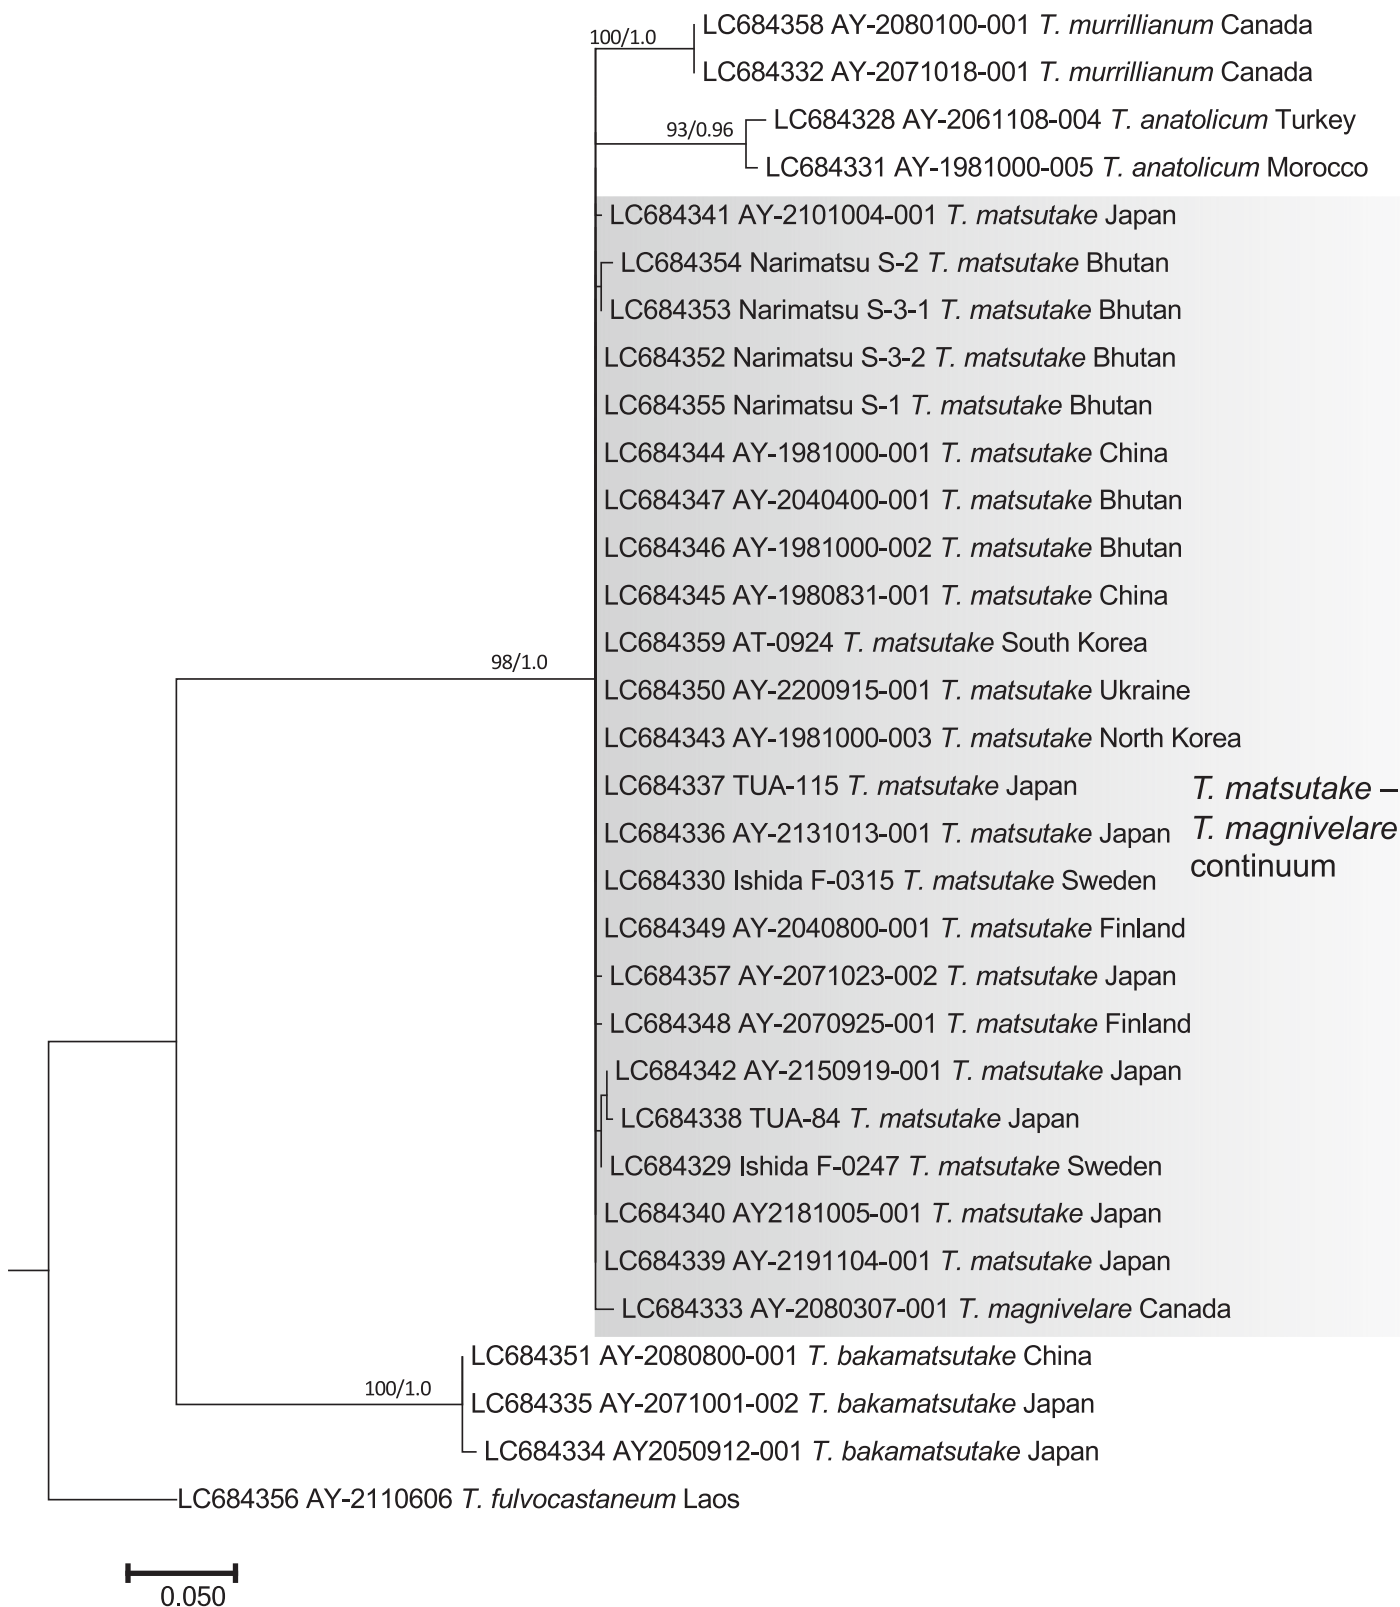 LC684358 AY-2080100-001 T. murrillianum Canada
100/1.0
LC684332 AY-2071018-001 T. murrillianum Canada
LC684328 AY-2061108-004 T. anatolicum Turkey
93/0.96
LC684331 AY-1981000-005 T. anatolicum Morocco
LC684341 AY-2101004-001 T. matsutake Japan
LC684354 Narimatsu S-2 T. matsutake Bhutan
LC684353 Narimatsu S-3-1 T. matsutake Bhutan
LC684352 Narimatsu S-3-2 T. matsutake Bhutan
LC684355 Narimatsu S-1 T. matsutake Bhutan
LC684344 AY-1981000-001 T. matsutake China
LC684347 AY-2040400-001 T. matsutake Bhutan
LC684346 AY-1981000-002 T. matsutake Bhutan
LC684345 AY-1980831-001 T. matsutake China
LC684359 AT-0924 T. matsutake South Korea
98/1.0
LC684350 AY-2200915-001 T. matsutake Ukraine
LC684343 AY-1981000-003 T. matsutake North Korea
LC684337 TUA-115 T. matsutake Japan
LC684336 AY-2131013-001 T. matsutake Japan
LC684330 Ishida F-0315 T. matsutake Sweden
T. matsutake –
T. magnivelare
continuum
LC684349 AY-2040800-001 T. matsutake Finland
LC684357 AY-2071023-002 T. matsutake Japan
LC684348 AY-2070925-001 T. matsutake Finland
LC684342 AY-2150919-001 T. matsutake Japan
LC684338 TUA-84 T. matsutake Japan
LC684329 Ishida F-0247 T. matsutake Sweden
LC684340 AY2181005-001 T. matsutake Japan
LC684339 AY-2191104-001 T. matsutake Japan
LC684333 AY-2080307-001 T. magnivelare Canada
LC684351 AY-2080800-001 T. bakamatsutake China
100/1.0
LC684335 AY-2071001-002 T. bakamatsutake Japan
LC684334 AY2050912-001 T. bakamatsutake Japan
LC684356 AY-2110606 T. fulvocastaneum Laos
0.050